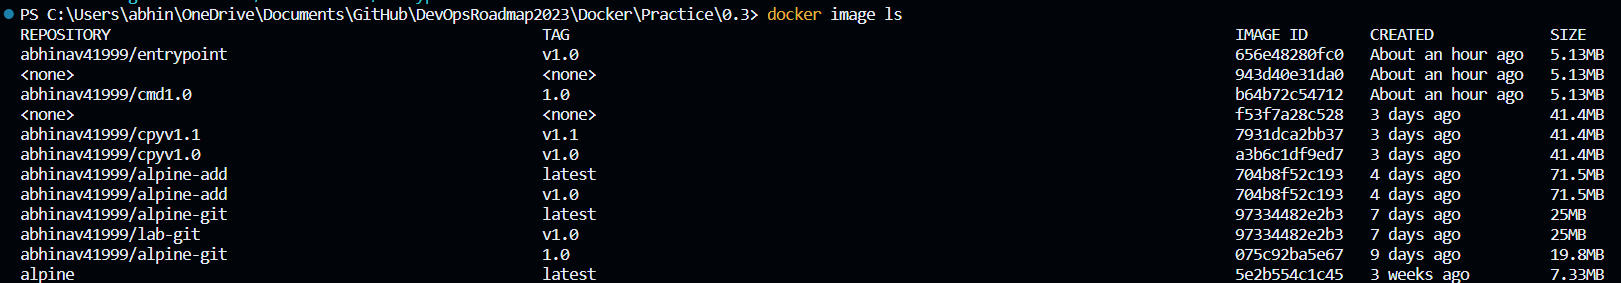 PS C:\Users\abhin\OneDrive\Documents\GitHub\DevOpsRoadmap2023\Docker\Practice\0.3> docker image ls
REPOSITORY TAG IMAGE ID CREATED SIZE
abhinav41999/entrypoint v1.0 656e48280fc0 About an hour ago 5.13MB
<none> <none> 943d40e31da0 About an hour ago 5.13MB
abhinav41999/cmd1.0 1.0 b64b72c54712 About an hour ago 5.13MB
<none> <none> f53f7a28c528 3 days ago 41.4MB
abhinav41999/cpyv1.1 v1.1 7931dca2bb37 3 days ago 41.4MB
abhinav41999/cpyv1.0 v1.0 a3b6c1df9ed7 3 days ago 41.4MB
abhinav41999/alpine-add latest 704b8f52c193 4 days ago 71.5MB
abhinav41999/alpine-add v1.0 704b8f52c193 4 days ago 71.5MB
abhinav41999/alpine-git latest 97334482e2b3 7 days ago 25MB
abhinav41999/lab-git v1.0 97334482e2b3 7 days ago 25MB
abhinav41999/alpine-git 1.0 075c92ba5e67 9 days ago 19.8MB
alpine latest 5e2b554c1c45 3 weeks ago 7.33MB